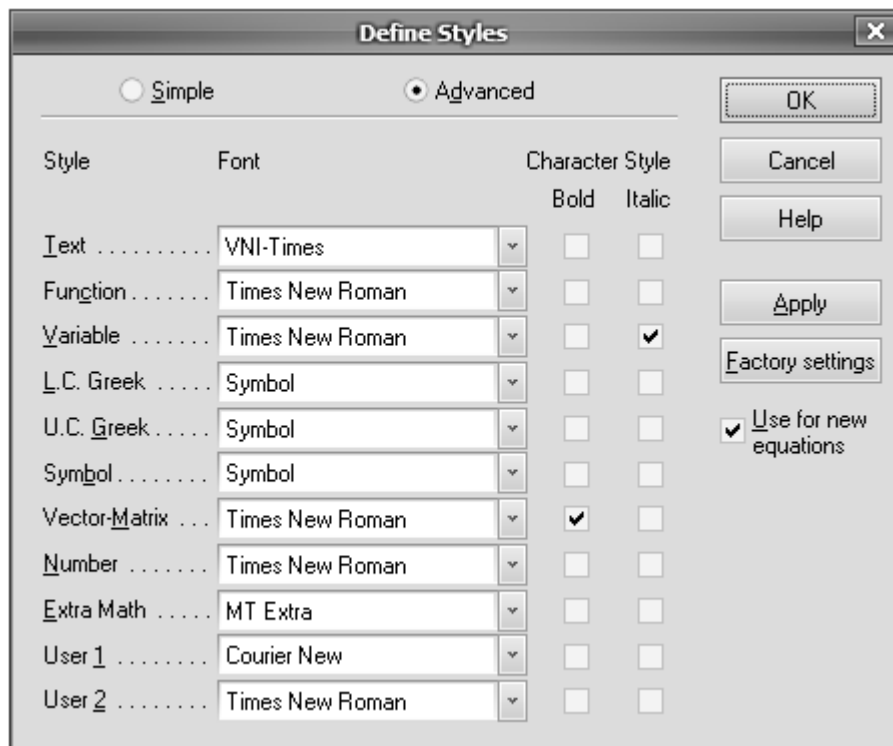 Define Styles
Simple Advanced OK
Style Font Character Style Cancel
Bold Italic Help
Text . . . . . . . . . . VNI-Times
Function . . . . . . . Times New Roman Apply
Variable . . . . . . . Times New Roman
L.C. Greek . . . . . Symbol Factory settings
U.C. Greek . . . . . Symbol Use for new
Symbol . . . . . . . . Symbol equations
Vector-Matrix . . . Times New Roman
Number . . . . . . . Times New Roman
Extra Math . . . . . MT Extra
User 1 . . . . . . . . Courier New
User 2 . . . . . . . . Times New Roman